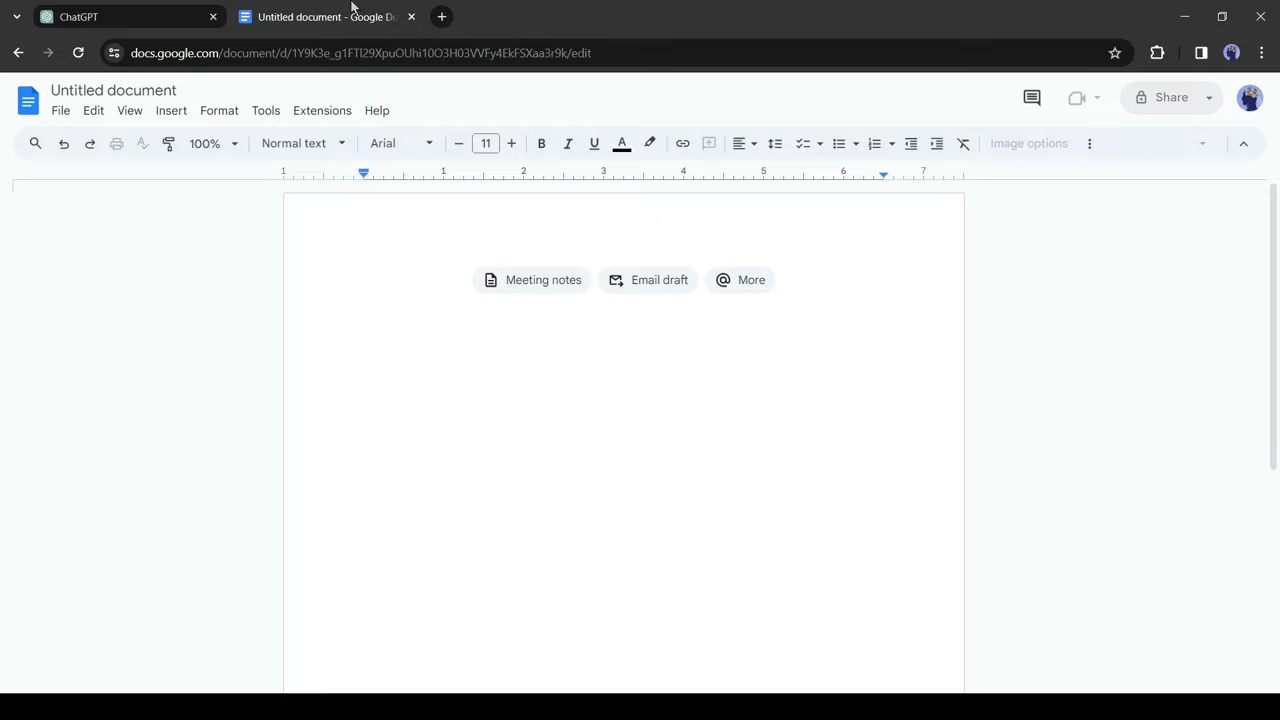 ChatGPT
Untitled document - Google Do
docs.google.com/document/d/1Y9K3e_g1FTl29XpuOUhi10O3H03VVFy4EkFSXaa3r9k/edit
Untitled document
File Edit View Insert Format Tools Extensions Help
Share
100% Normal text Arial 11 B I U A Image options
1 1 2 3 4 5 6 7
Meeting notes Email draft More